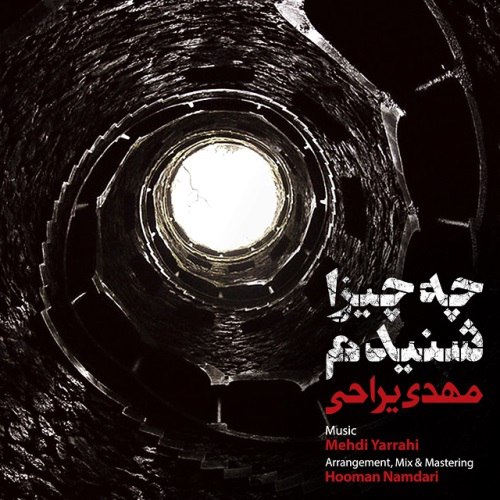 چه چیزا
شنیدم
مهدی یراحی
Music
Mehdi Yarrahi
Arrangement, Mix & Mastering
Hooman Namdari